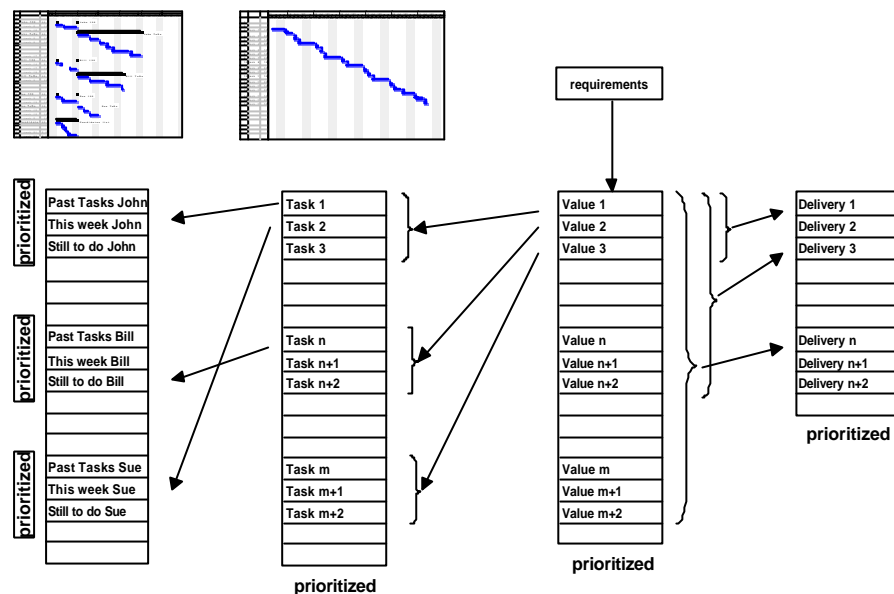 requirements
prioritized
Past Tasks John
This week John
Still to do John
prioritized
Past Tasks Bill
This week Bill
Still to do Bill
prioritized
Past Tasks Sue
This week Sue
Still to do Sue
Task 1
Task 2
Task 3
Task n
Task n+1
Task n+2
Task m
Task m+1
Task m+2
prioritized
Value 1
Value 2
Value 3
Value n
Value n+1
Value n+2
Value m
Value m+1
Value m+2
prioritized
Delivery 1
Delivery 2
Delivery 3
Delivery n
Delivery n+1
Delivery n+2
prioritized